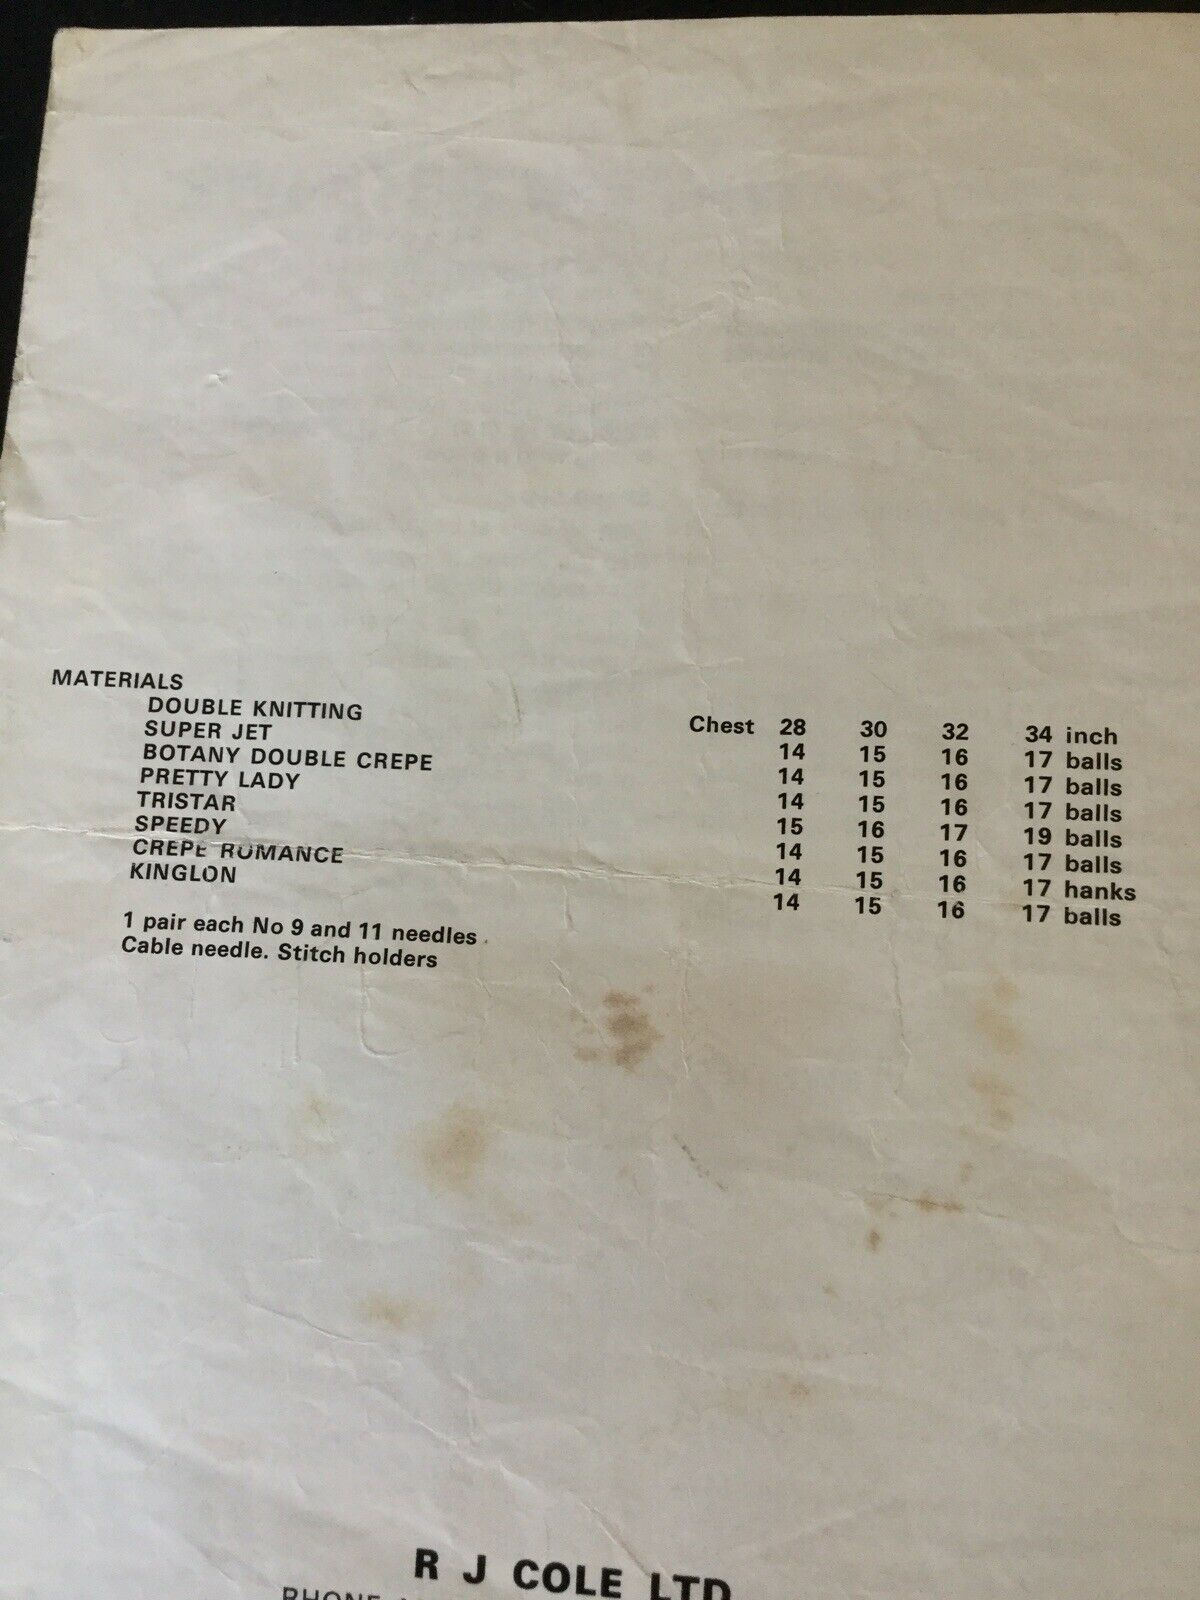 MATERIALS
DOUBLE KNITTING Chest 28 30 32 34 inch
SUPER JET 14 15 16 17 balls
BOTANY DOUBLE CREPE 14 15 16 17 balls
PRETTY LADY 14 15 16 17 balls
TRISTAR 15 16 17 19 balls
SPEEDY 14 15 16 17 balls
CREPE ROMANCE 14 15 16 17 hanks
KINGLON 14 15 16 17 balls
1 pair each No 9 and 11 needles
Cable needle. Stitch holders
R J COLE LTD
PHONE